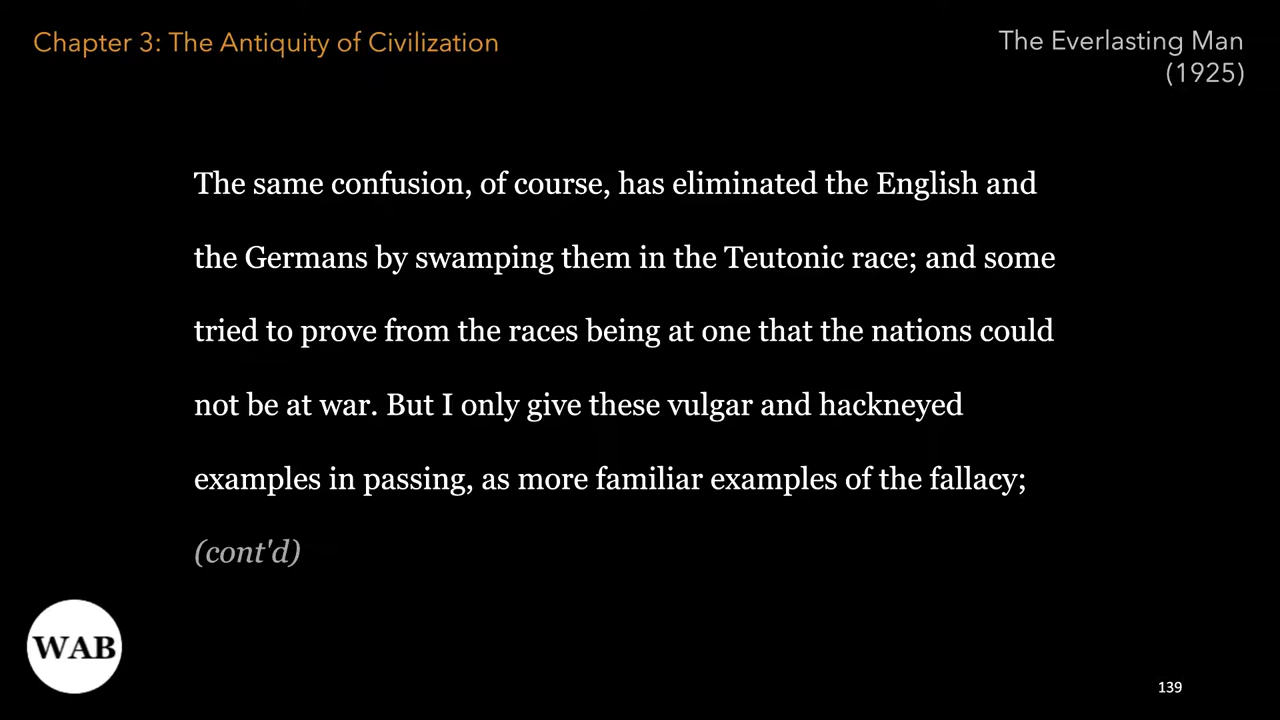 Chapter 3: The Antiquity of Civilization
The Everlasting Man
(1925)
The same confusion, of course, has eliminated the English and
the Germans by swamping them in the Teutonic race; and some
tried to prove from the races being at one that the nations could
not be at war. But I only give these vulgar and hackneyed
examples in passing, as more familiar examples of the fallacy;
(cont'd)
WAB
139